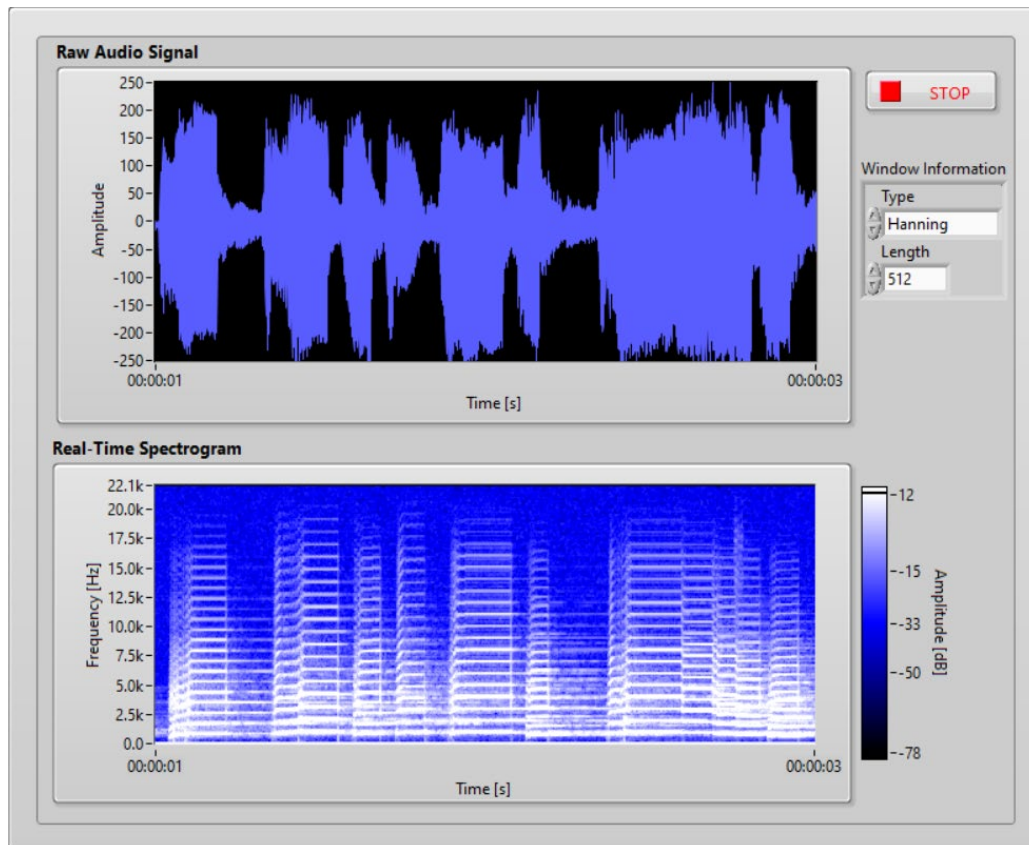 Raw Audio Signal
250
200
150
100
50
0
-50
-100
-150
-200
-250
Amplitude
00:00:01
00:00:03
Time [s]
STOP
Window Information
Type
Hanning
Length
512
Real-Time Spectrogram
22.1k
20.0k
17.5k
15.0k
12.5k
10.0k
7.5k
5.0k
2.5k
0.0
Frequency [Hz]
00:00:01
00:00:03
Time [s]
12
-15
-33
-50
-78
Amplitude [dB]